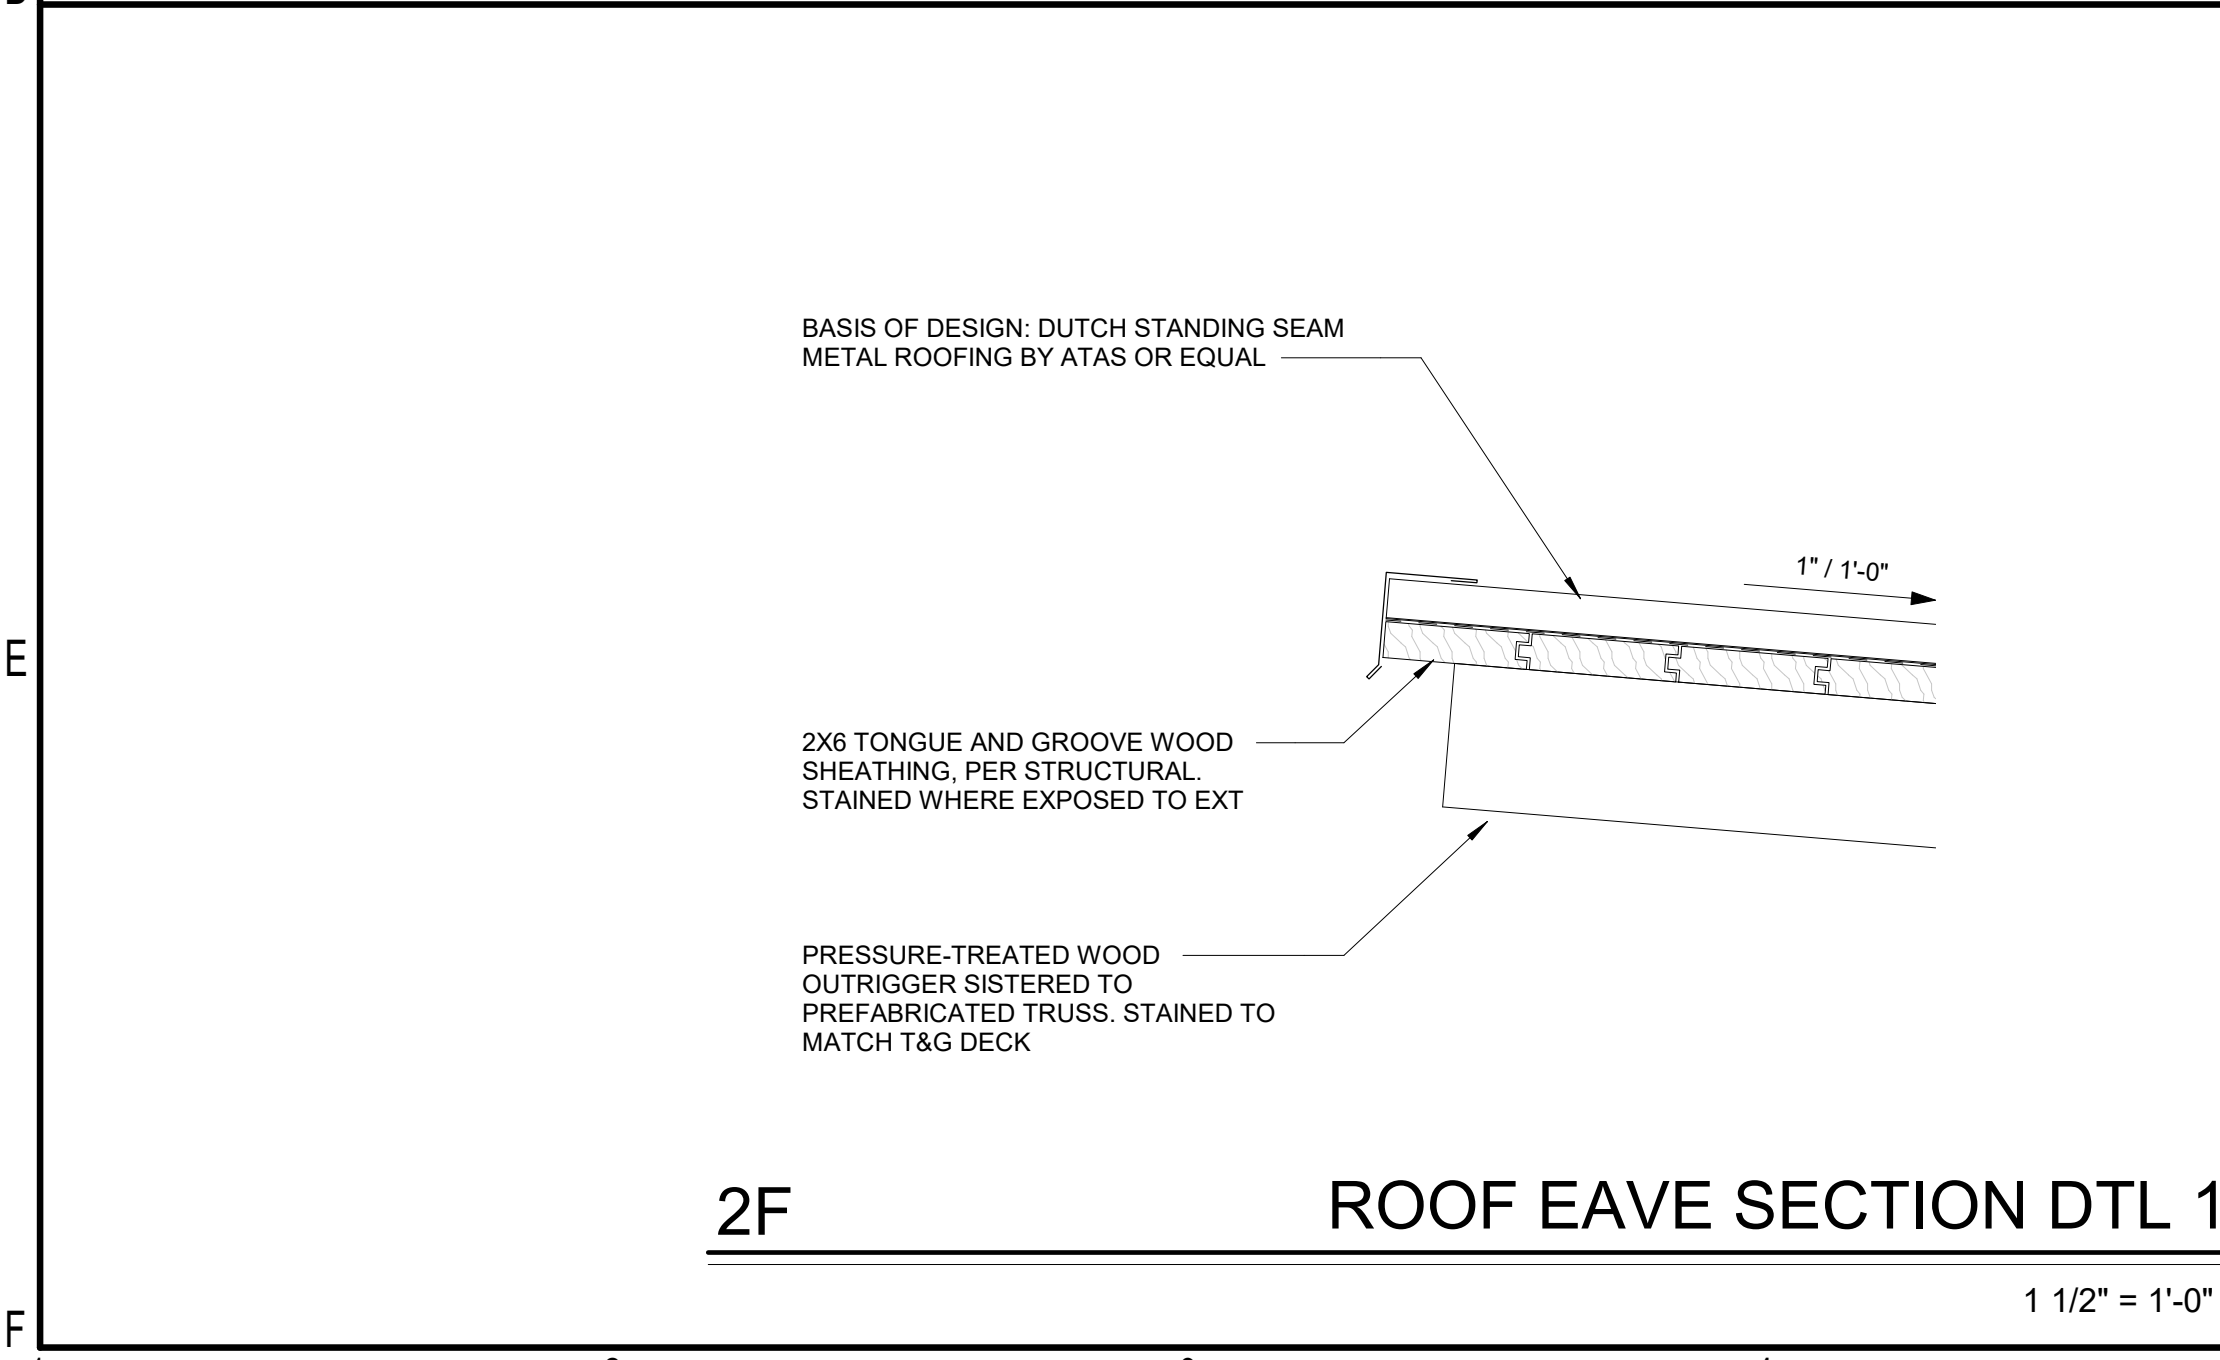 BASIS OF DESIGN: DUTCH STANDING SEAM
METAL ROOFING BY ATAS OR EQUAL
1" / 1'-0"
E
2X6 TONGUE AND GROOVE WOOD
SHEATHING, PER STRUCTURAL.
STAINED WHERE EXPOSED TO EXT
PRESSURE-TREATED WOOD
OUTRIGGER SISTERED TO
PREFABRICATED TRUSS. STAINED TO
MATCH T&G DECK
2F
ROOF EAVE SECTION DTL 1
1 1/2" = 1'-0"
F